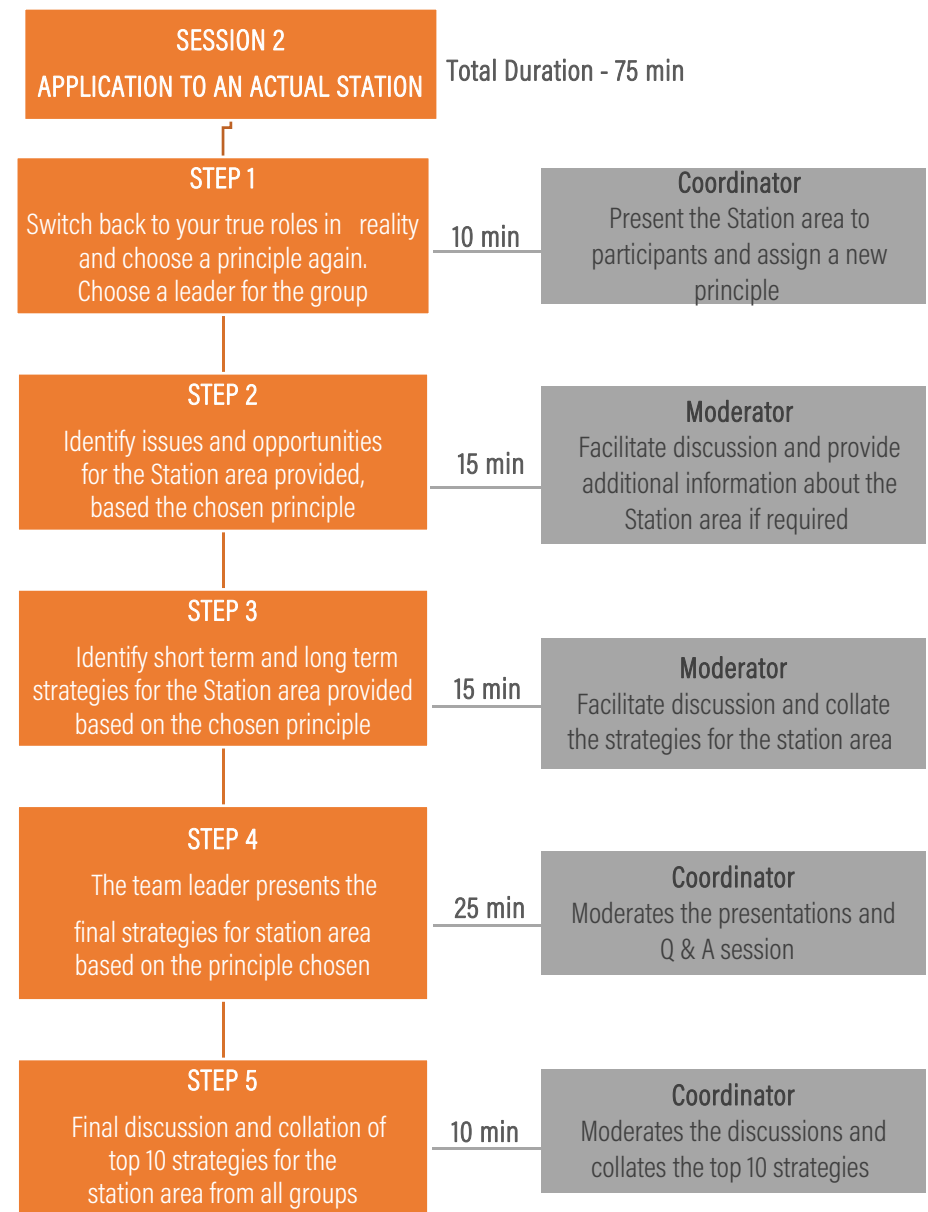 SESSION 2
APPLICATION TO AN ACTUAL STATION
Total Duration - 75 min
STEP 1
Switch back to your true roles in reality
and choose a principle again.
Choose a leader for the group
10 min
Coordinator
Present the Station area to
participants and assign a new
principle
STEP 2
Identify issues and opportunities
for the Station area provided,
based the chosen principle
15 min
Moderator
Facilitate discussion and provide
additional information about the
Station area if required
STEP 3
Identify short term and long term
strategies for the Station area provided
based on the chosen principle
15 min
Moderator
Facilitate discussion and collate
the strategies for the station area
STEP 4
The team leader presents the
final strategies for station area
based on the principle chosen
25 min
Coordinator
Moderates the presentations and
Q & A session
STEP 5
Final discussion and collation of
top 10 strategies for the
station area from all groups
10 min
Coordinator
Moderates the discussions and
collates the top 10 strategies